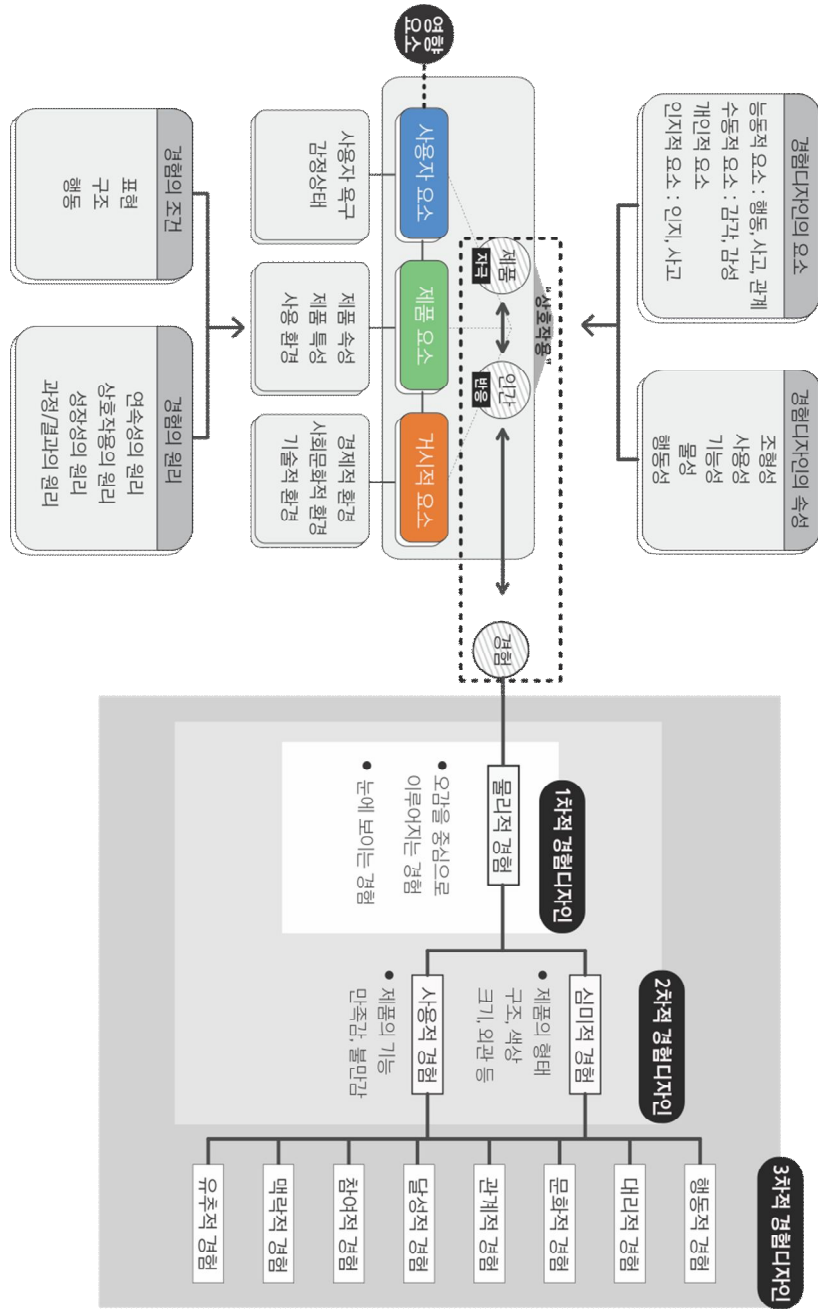 경험디자인의 요소
능동적 요소 : 행동, 사고, 관계
수동적 요소 : 감각, 감성
개인적 요소
인지적 요소 : 인지, 사고
경험디자인의 속성
조형성
사용성
기능성
물성
행동성
"상호작용"
제품
자극
인간
반응
경험
영향
요소
사용자 요소
제품 요소
거시적 요소
사용자 욕구
감정상태
제품 속성
제품 특성
사용 환경
경제적 환경
사회문화적 환경
기술적 환경
경험의 조건
표현
구조
행동
경험의 원리
연속성의 원리
상호작용의 원리
성장성의 원리
과정/결과의 원리
1차적 경험디자인
물리적 경험
● 오감을 중심으로
이루어지는 경험
● 눈에 보이는 경험
2차적 경험디자인
심미적 경험
● 제품의 형태
구조, 색상
크기, 외관 등
사용적 경험
● 제품의 기능
만족감, 불만감
3차적 경험디자인
행동적 경험
대리적 경험
문화적 경험
관계적 경험
달성적 경험
참여적 경험
맥락적 경험
유추적 경험